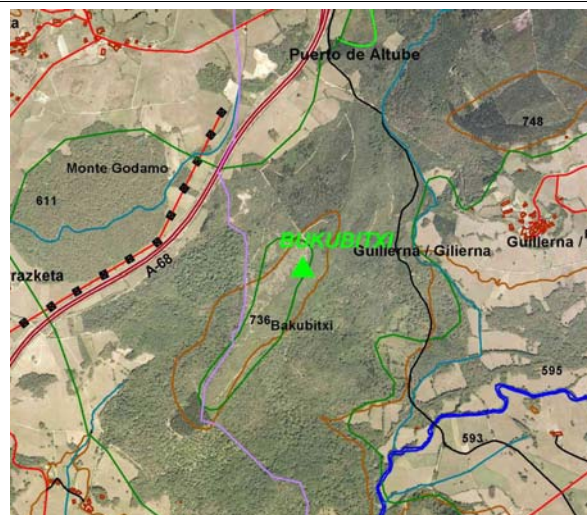 Puerto de Altube
748
Monte Godamo
611
BUKUBITXI
Guillerna / Gilierna
Guillerna /
razketa
A-68
736
Bakubitxi
595
593